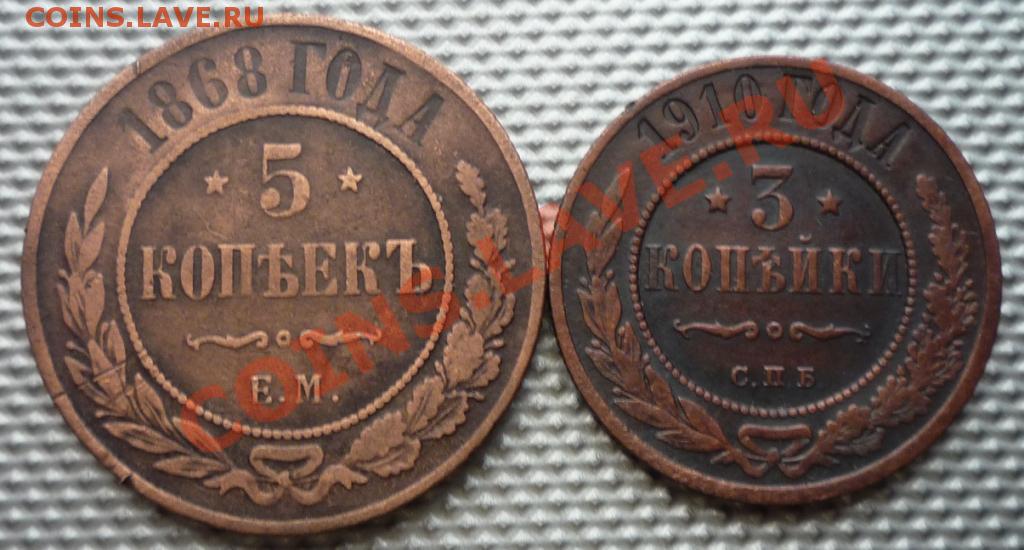 COINS.LAVE.RU
1868 ГОДА
5
КОПѢЕКЪ
Е.М.
1910 ГОДА
3
КОПѢЙКИ
С.П.Б
COINS.LAVE.RU